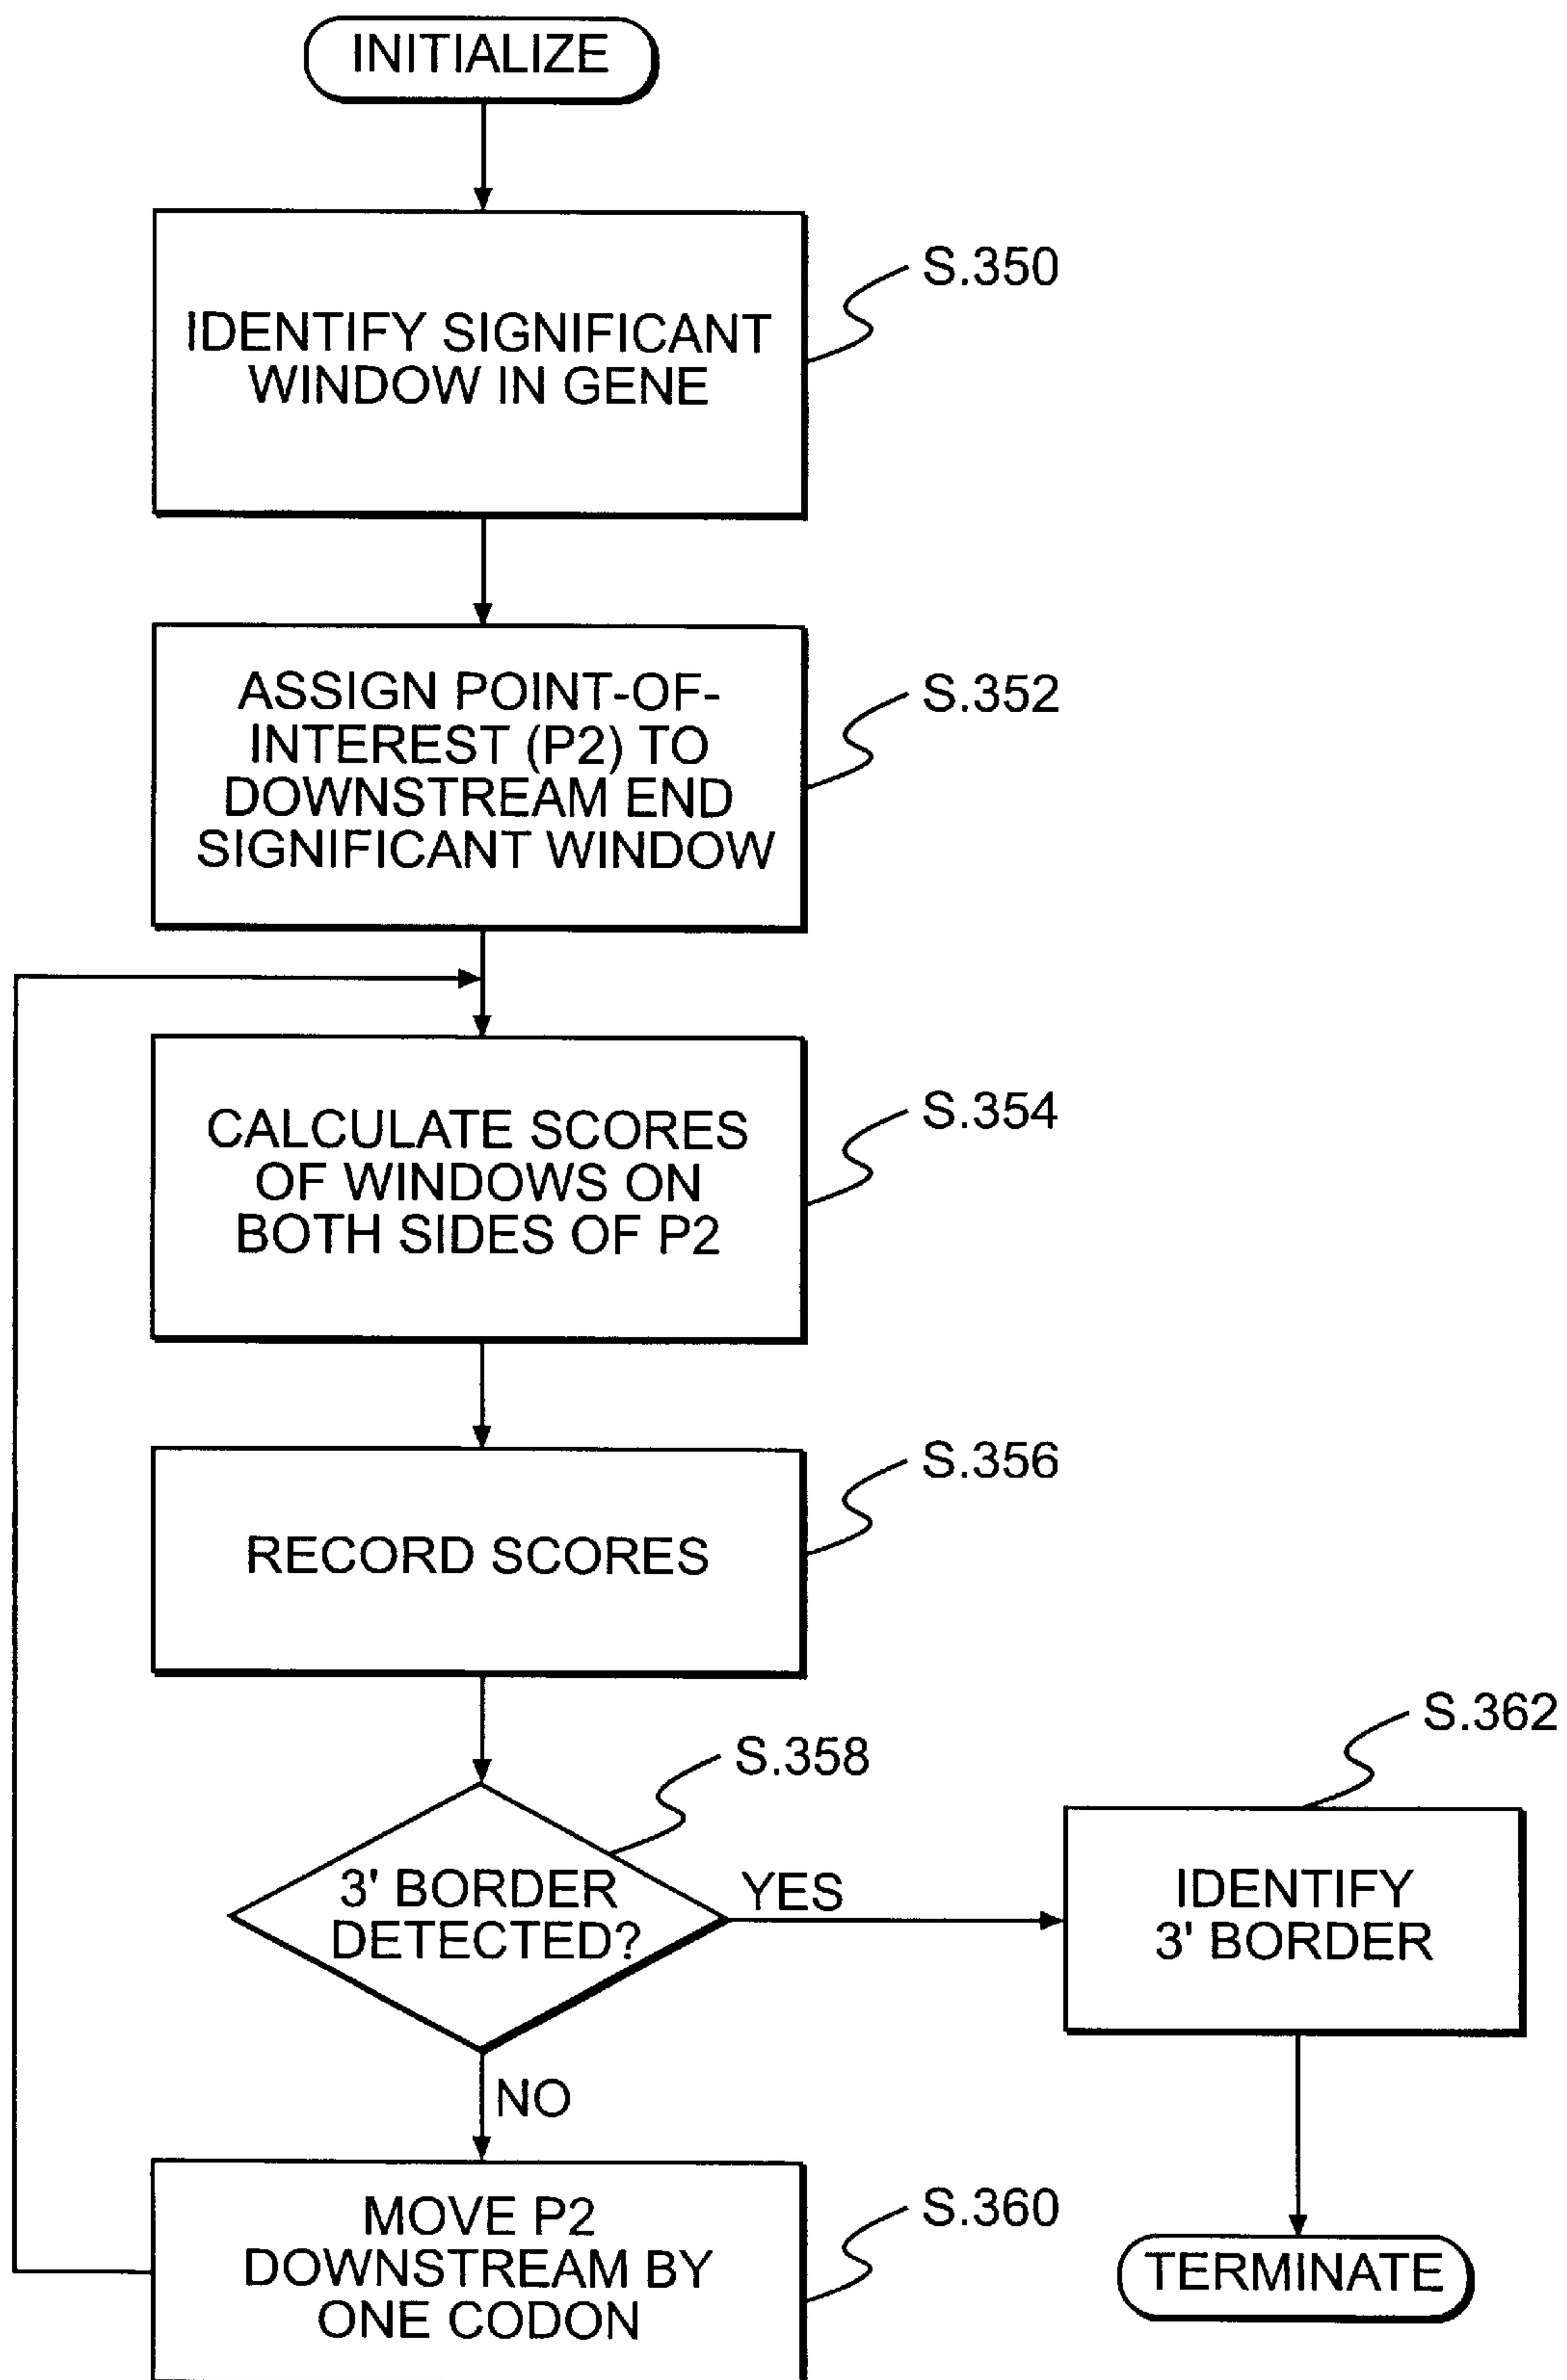 INITIALIZE
S.350
IDENTIFY SIGNIFICANT
WINDOW IN GENE
S.352
ASSIGN POINT-OF-
INTEREST (P2) TO
DOWNSTREAM END
SIGNIFICANT WINDOW
S.354
CALCULATE SCORES
OF WINDOWS ON
BOTH SIDES OF P2
S.356
RECORD SCORES
S.358
3' BORDER
DETECTED?
YES
S.362
IDENTIFY
3' BORDER
NO
S.360
MOVE P2
DOWNSTREAM BY
ONE CODON
TERMINATE